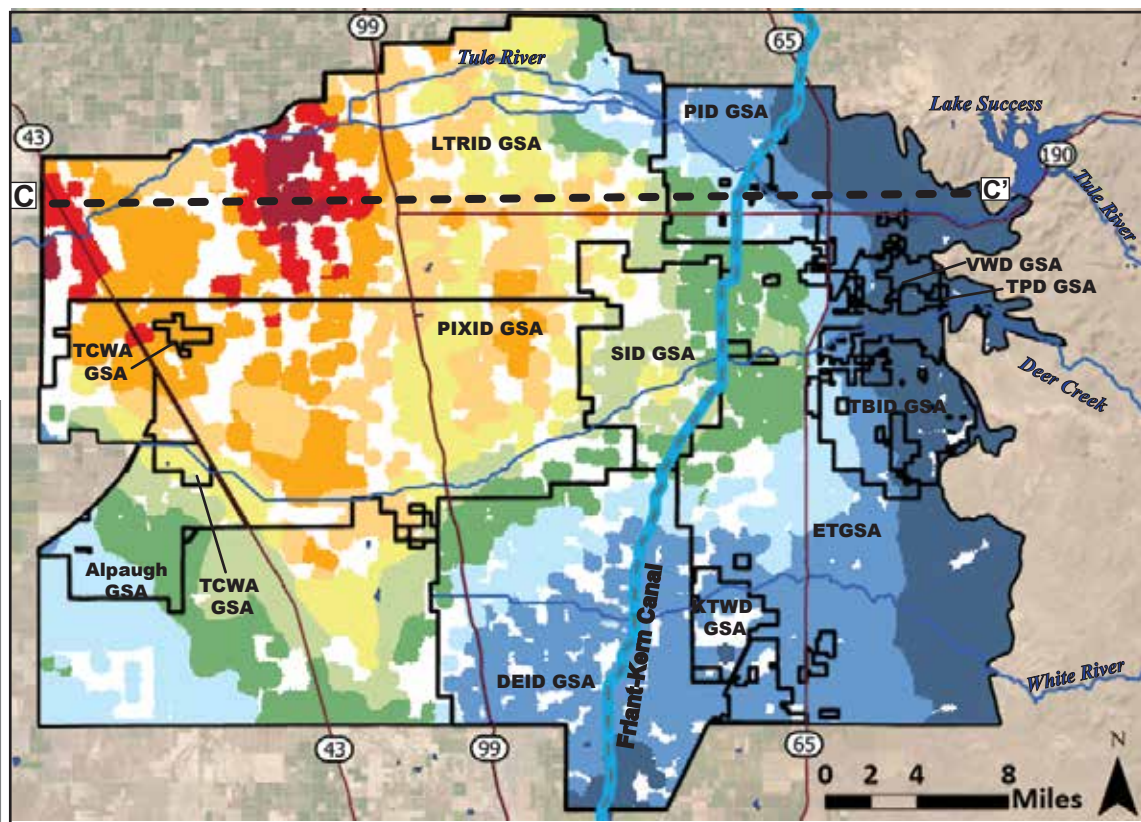 99
65
Tule River
PID GSA
Lake Success
43
LTRID GSA
190
C
C'
Tule River
VWD GSA
TPD GSA
PIXID GSA
TCWA
GSA
SID GSA
Deer Creek
TBID GSA
ETGSA
Alpaugh
GSA
TCWA
GSA
KTWD
GSA
Friant-Kern Canal
DEID GSA
White River
N
43
99
65
0 2 4 8
Miles